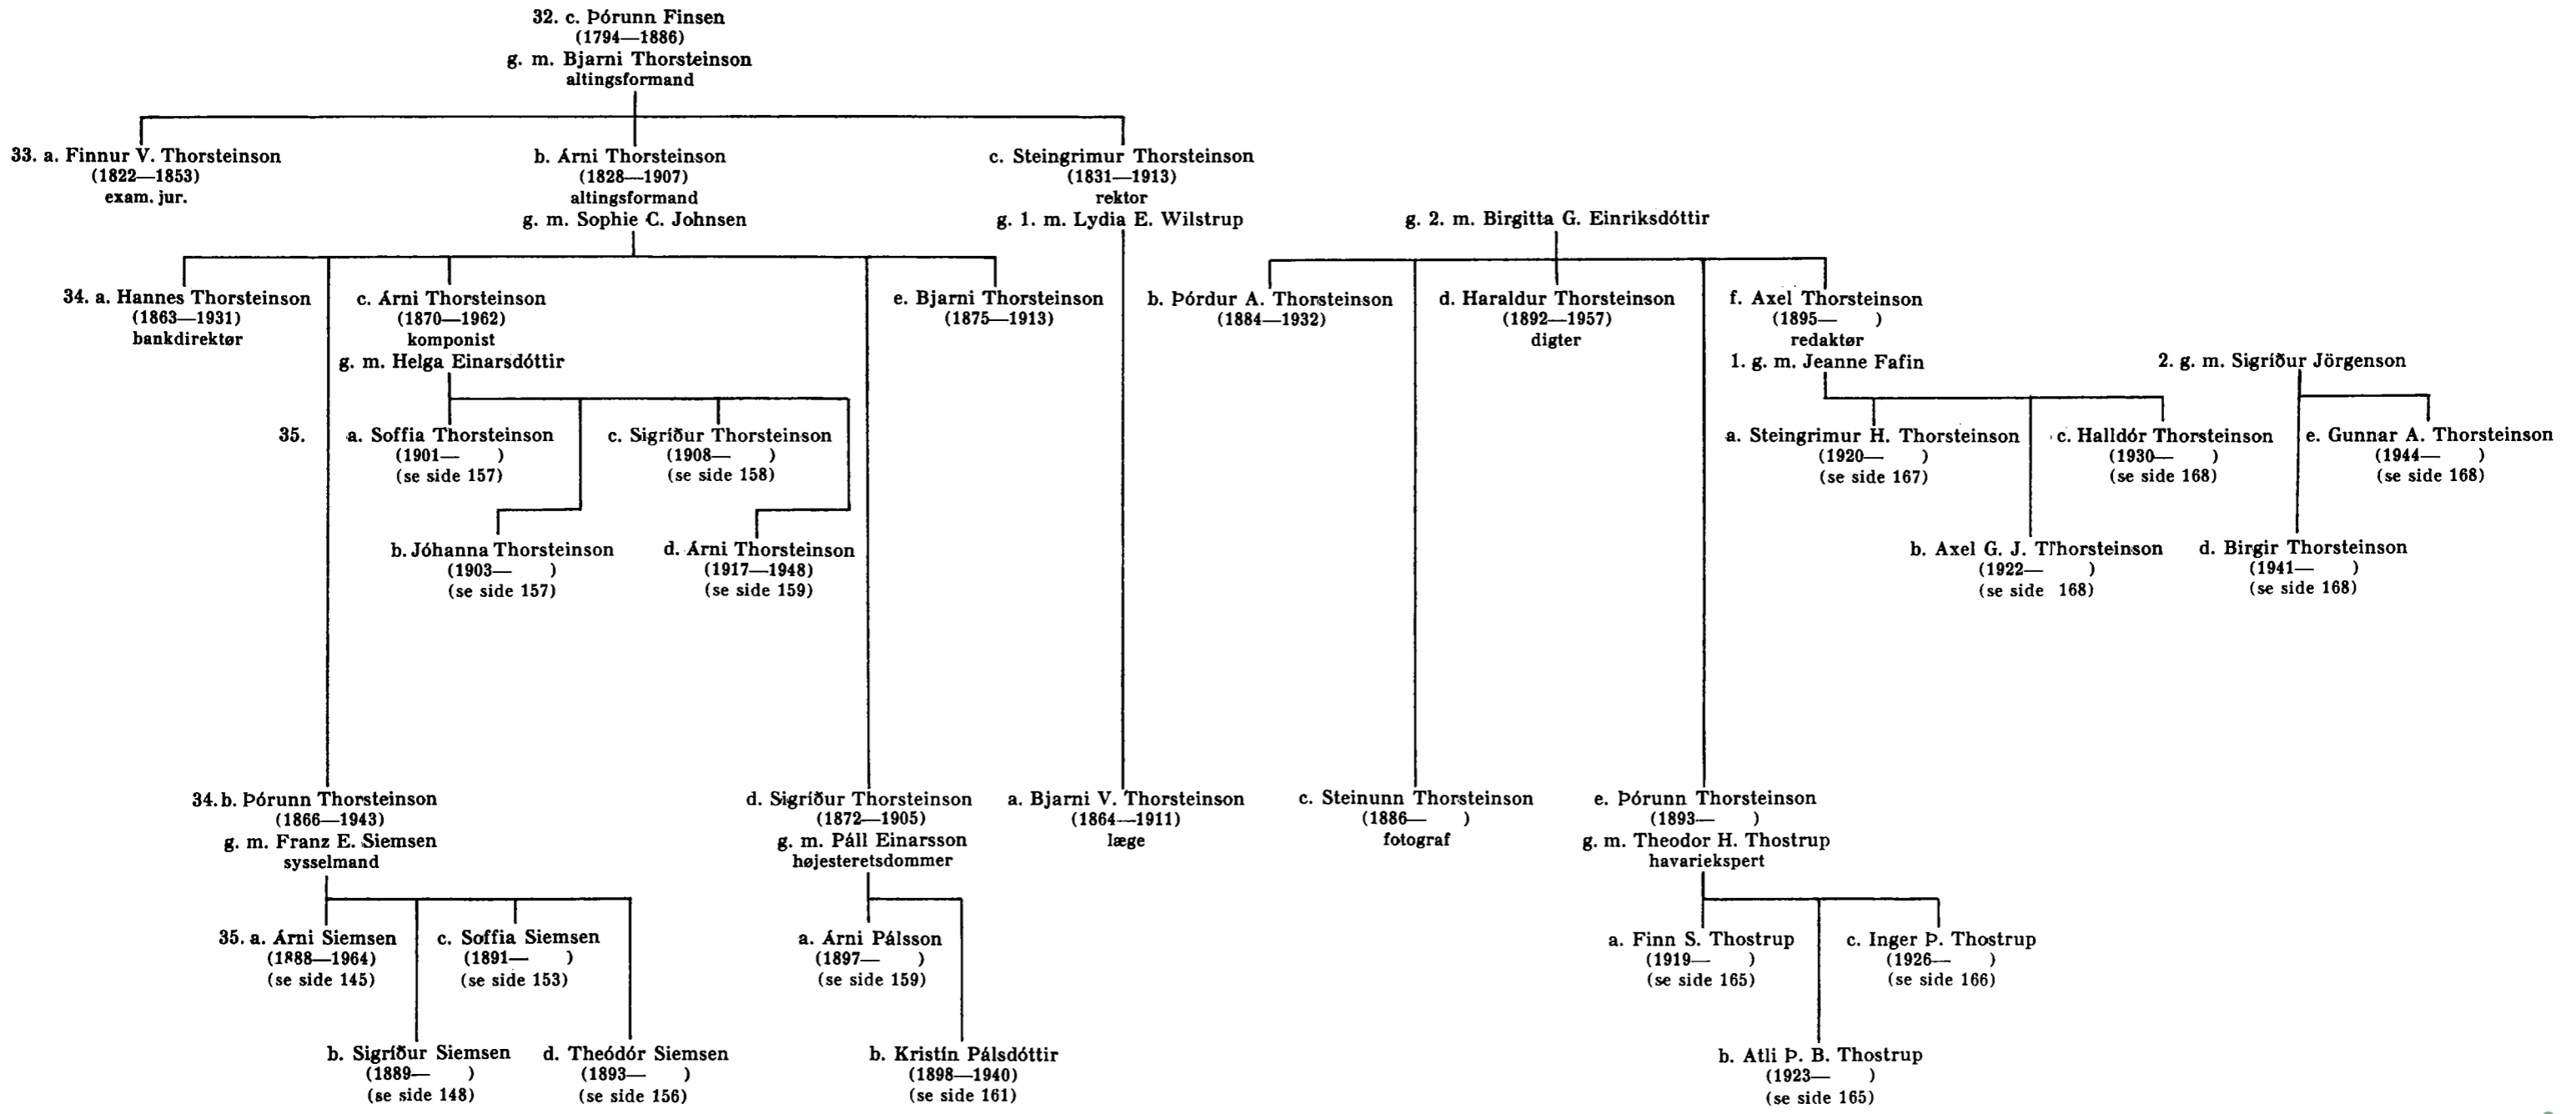 32. c. Þórunn Finsen
(1794—1886)
g. m. Bjarni Thorsteinson
altingsformand
33. a. Finnur V. Thorsteinson
(1822—1853)
exam. jur.
b. Árni Thorsteinson
(1828—1907)
altingsformand
g. m. Sophie C. Johnsen
c. Steingrimur Thorsteinson
(1831—1913)
rektor
g. 1. m. Lydia E. Wilstrup
g. 2. m. Birgitta G. Einriksdóttir
34. a. Hannes Thorsteinson
(1863—1931)
bankdirektør
c. Árni Thorsteinson
(1870—1962)
komponist
g. m. Helga Einarsdóttir
e. Bjarni Thorsteinson
(1875—1913)
b. Þórdur A. Thorsteinson
(1884—1932)
d. Haraldur Thorsteinson
(1892—1957)
digter
f. Axel Thorsteinson
(1895— )
redaktør
1. g. m. Jeanne Fafin
2. g. m. Sigríður Jörgenson
35.
a. Soffia Thorsteinson
(1901— )
(se side 157)
c. Sigríður Thorsteinson
(1908— )
(se side 158)
a. Steingrimur H. Thorsteinson
(1920— )
(se side 167)
c. Halldór Thorsteinson
(1930— )
(se side 168)
e. Gunnar A. Thorsteinson
(1944— )
(se side 168)
b. Jóhanna Thorsteinson
(1903— )
(se side 157)
d. Árni Thorsteinson
(1917—1948)
(se side 159)
b. Axel G. J. Thorsteinson
(1922— )
(se side 168)
d. Birgir Thorsteinson
(1941— )
(se side 168)
34. b. Þórunn Thorsteinson
(1866—1943)
g. m. Franz E. Siemsen
sysselmand
d. Sigríður Thorsteinson
(1872—1905)
g. m. Páll Einarsson
højesteretsdommer
a. Bjarni V. Thorsteinson
(1864—1911)
læge
c. Steinunn Thorsteinson
(1886— )
fotograf
e. Þórunn Thorsteinson
(1893— )
g. m. Theodor H. Thostrup
havariekspert
35. a. Árni Siemsen
(1888—1964)
(se side 145)
c. Soffia Siemsen
(1891— )
(se side 153)
a. Árni Pálsson
(1897— )
(se side 159)
a. Finn S. Thostrup
(1919— )
(se side 165)
c. Inger Þ. Thostrup
(1926— )
(se side 166)
b. Sigríður Siemsen
(1889— )
(se side 148)
d. Theódór Siemsen
(1893— )
(se side 156)
b. Kristín Pálsdóttir
(1898—1940)
(se side 161)
b. Atli Þ. B. Thostrup
(1923— )
(se side 165)